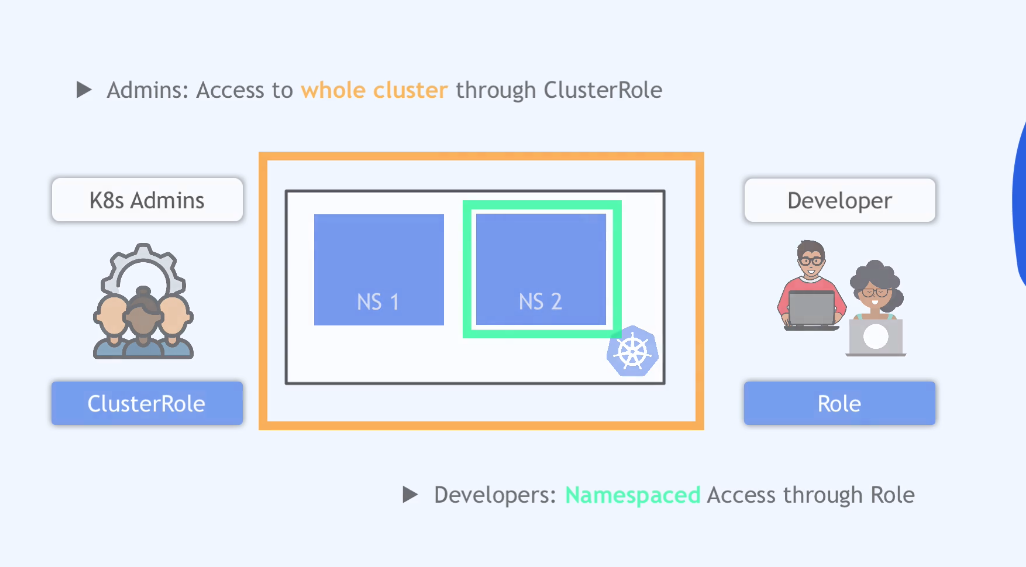 ▶ Admins: Access to whole cluster through ClusterRole
K8s Admins
Developer
NS 1
NS 2
ClusterRole
Role
▶ Developers: Namespaced Access through Role